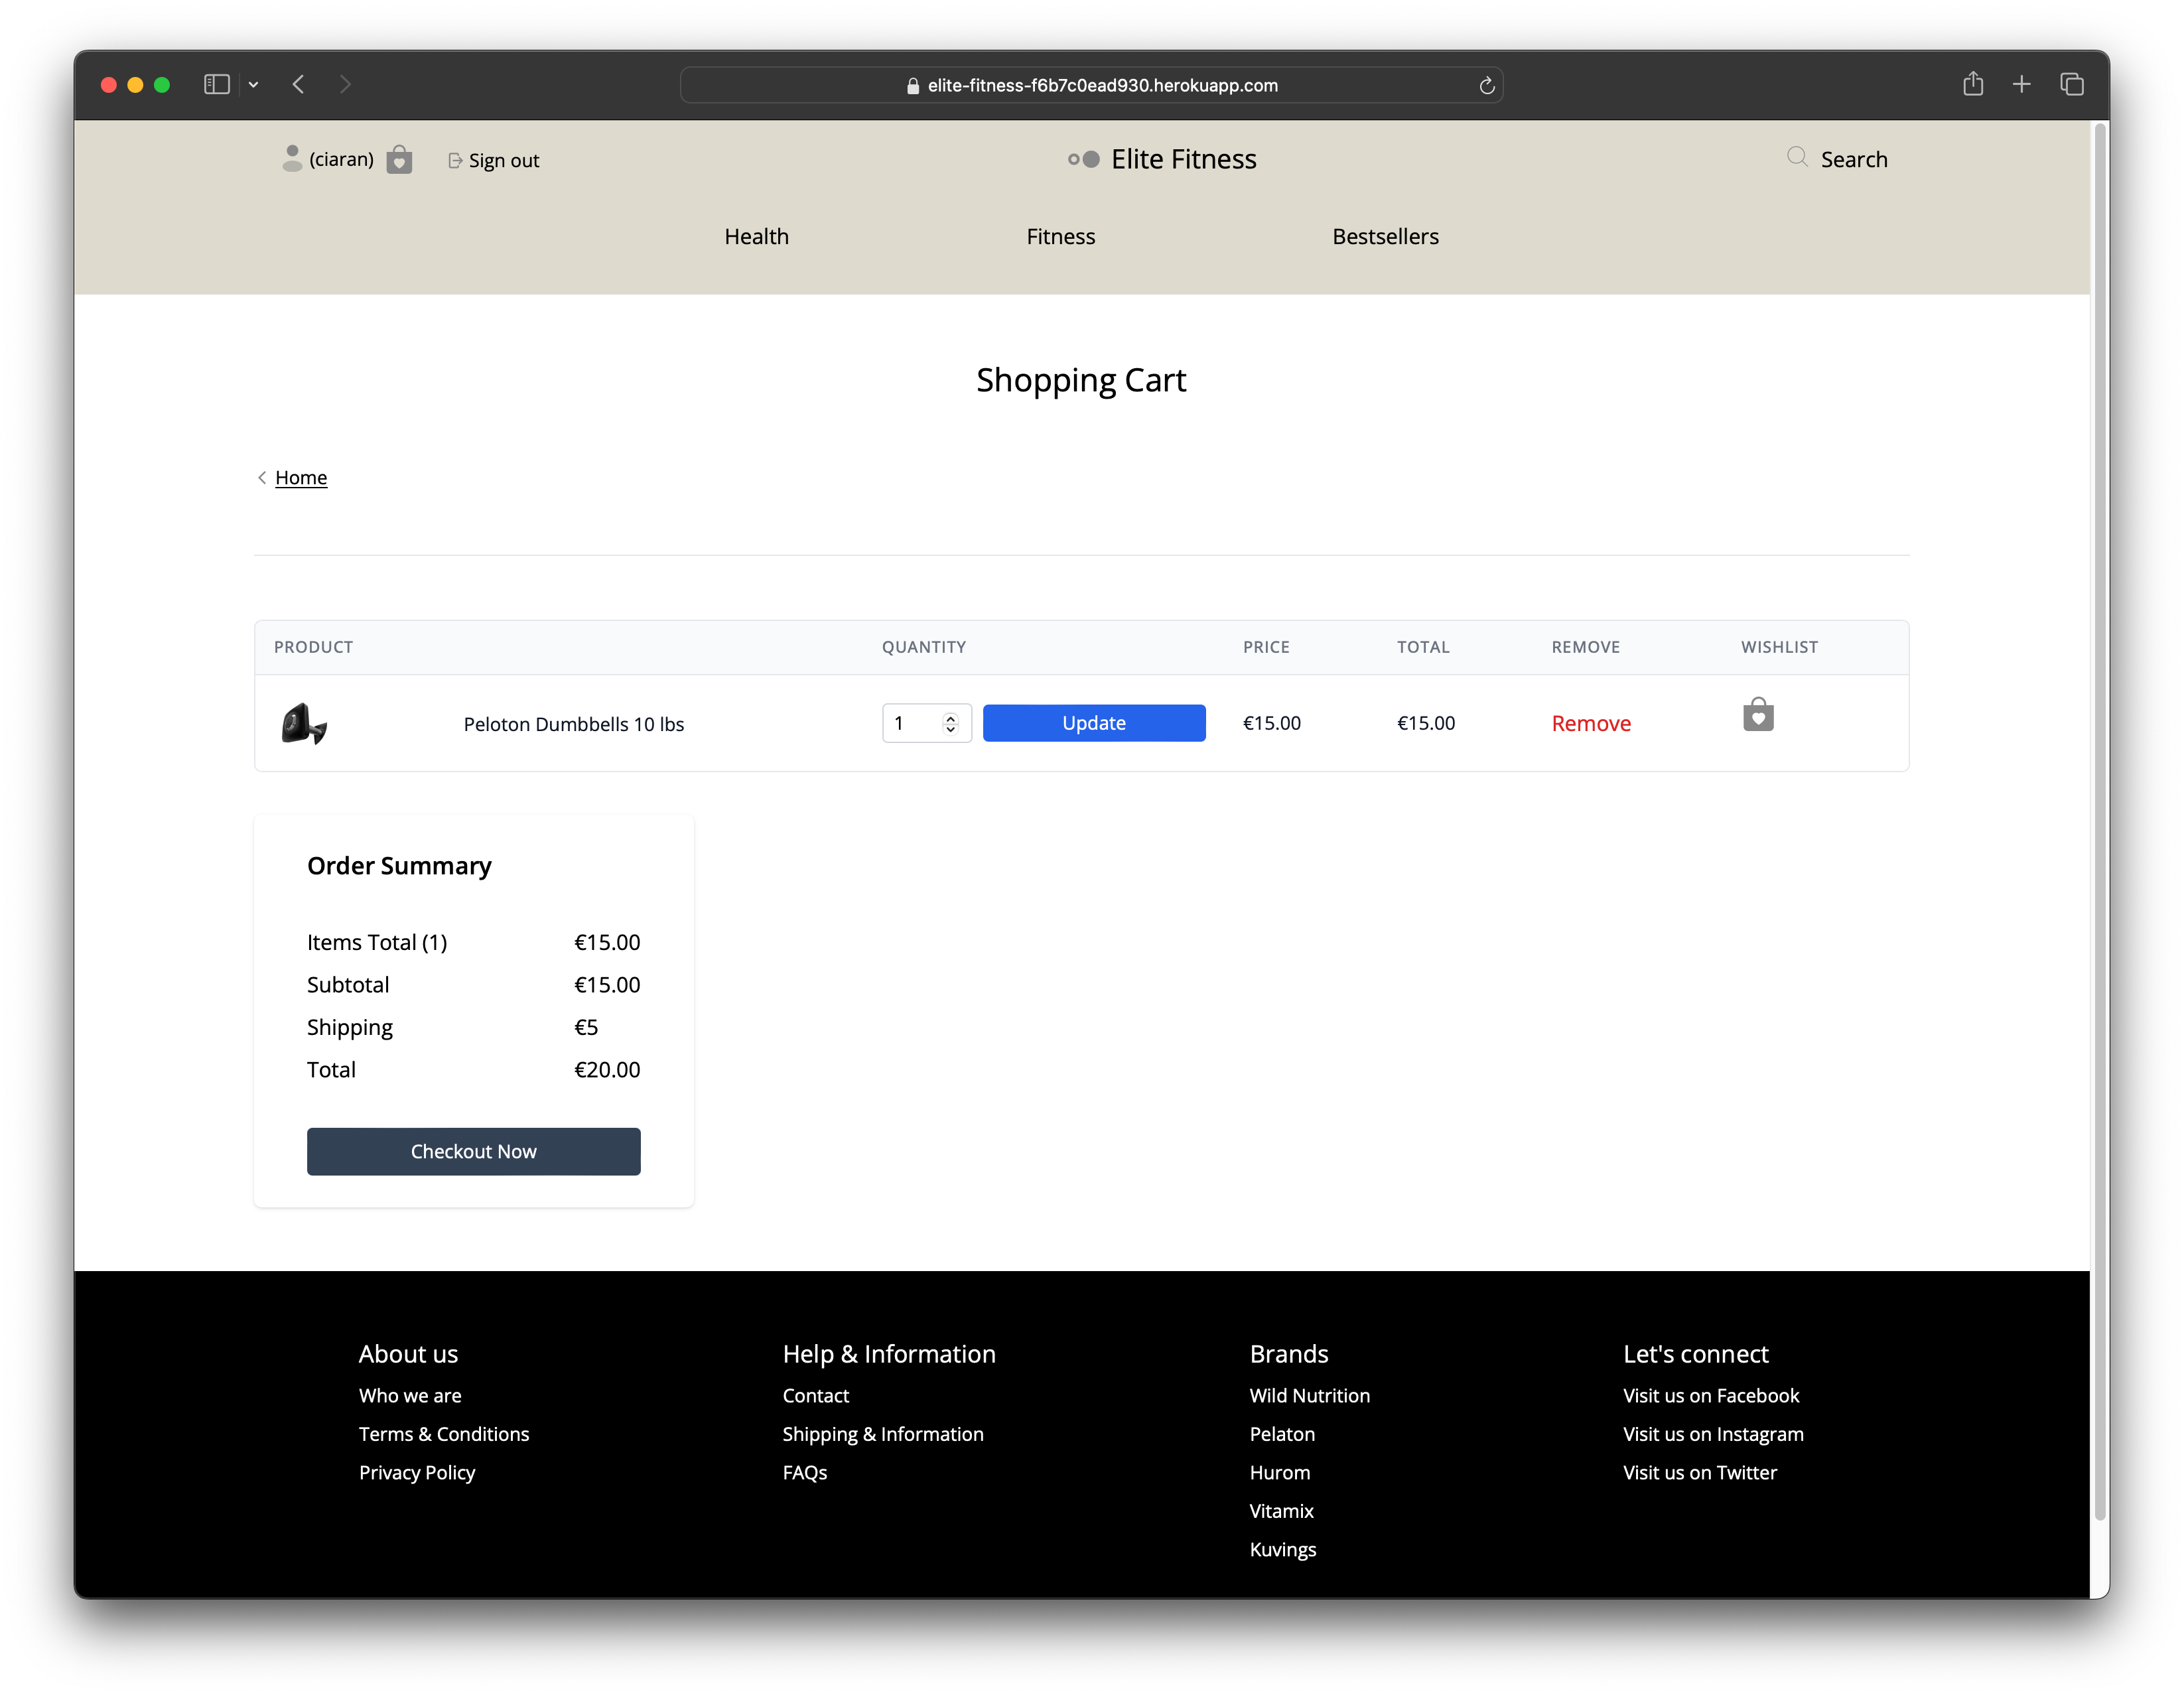 elite-fitness-f6b7c0ead930.herokuapp.com
(ciaran) Sign out Elite Fitness Search
Health Fitness Bestsellers
Shopping Cart
Home
PRODUCT QUANTITY PRICE TOTAL REMOVE WISHLIST
Peloton Dumbbells 10 lbs 1 Update €15.00 €15.00 Remove
Order Summary
Items Total (1) €15.00
Subtotal €15.00
Shipping €5
Total €20.00
Checkout Now
About us
Who we are
Terms & Conditions
Privacy Policy
Help & Information
Contact
Shipping & Information
FAQs
Brands
Wild Nutrition
Pelaton
Hurom
Vitamix
Kuvings
Let's connect
Visit us on Facebook
Visit us on Instagram
Visit us on Twitter